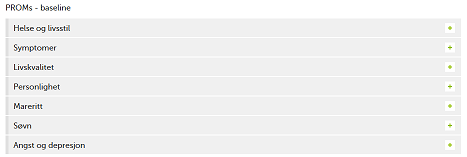 PROMs - baseline
Helse og livsstil
Symptomer
Livskvalitet
Personlighet
Mareritt
Søvn
Angst og depresjon